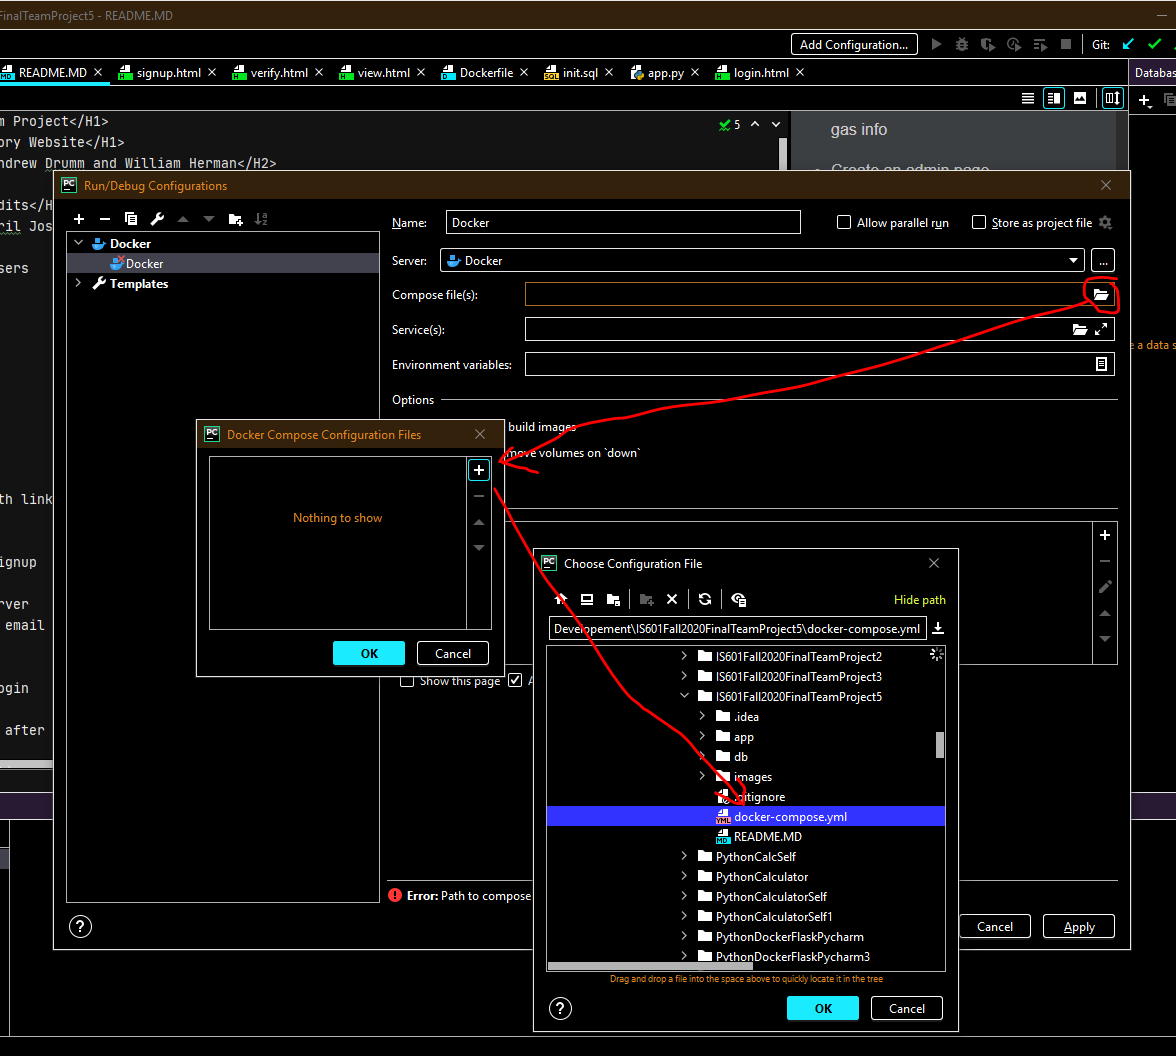 FinalTeamProject5 - README.MD
Add Configuration...
Git:
README.MD
signup.html
verify.html
view.html
Dockerfile
init.sql
app.py
login.html
Databas
m Project</H1>
ory Website</H1>
ndrew Drumm and William Herman</H2>
5
gas info
Create an admin page
dits</H
ril Jos
sers
th link
ignup
rver
email
ogin
after
e a data s
PC
Run/Debug Configurations
Docker
Docker
Templates
Name:
Docker
Allow parallel run
Store as project file
Server:
Docker
...
Compose file(s):
Service(s):
Environment variables:
Options
build images
move volumes on `down`
Show this page
A
Error: Path to compose
?
Cancel
Apply
PC
Docker Compose Configuration Files
Nothing to show
OK
Cancel
PC
Choose Configuration File
Hide path
Developement\IS601Fall2020FinalTeamProject5\docker-compose.yml
IS601Fall2020FinalTeamProject2
IS601Fall2020FinalTeamProject3
IS601Fall2020FinalTeamProject5
.idea
app
db
images
.gitignore
docker-compose.yml
README.MD
PythonCalcSelf
PythonCalculator
PythonCalculatorSelf
PythonCalculatorSelf1
PythonDockerFlaskPycharm
PythonDockerFlaskPycharm3
Drag and drop a file into the space above to quickly locate it in the tree
?
OK
Cancel